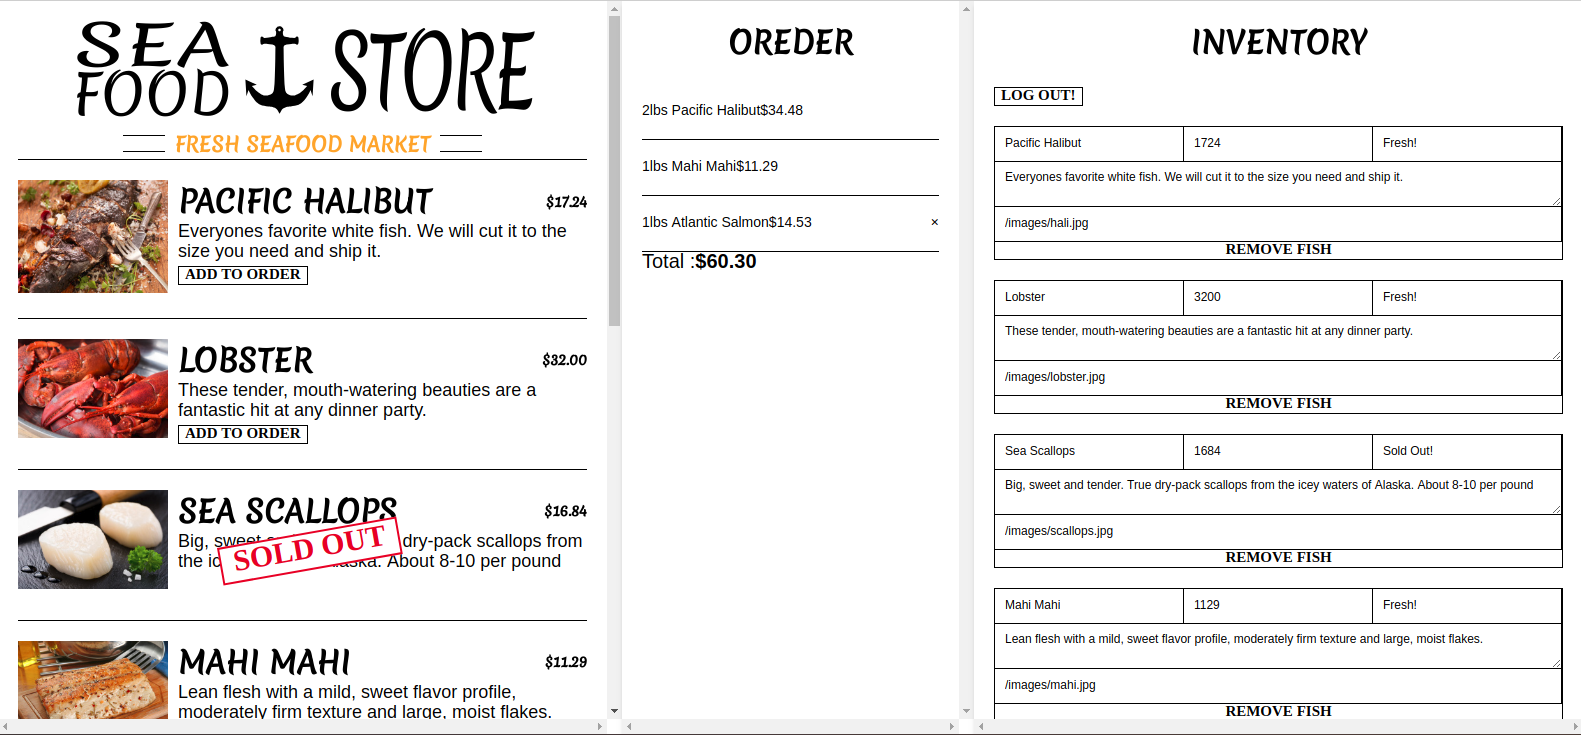 SEA
FOOD
STORE
FRESH SEAFOOD MARKET
PACIFIC HALIBUT
$17.24
Everyones favorite white fish. We will cut it to the
size you need and ship it.
ADD TO ORDER
LOBSTER
$32.00
These tender, mouth-watering beauties are a
fantastic hit at any dinner party.
ADD TO ORDER
SEA SCALLOPS
$16.84
Big, sweet dry-pack scallops from
the About 8-10 per pound
SOLD OUT
MAHI MAHI
$11.29
Lean flesh with a mild, sweet flavor profile,
moderately firm texture and large, moist flakes.
OREDER
2lbs Pacific Halibut$34.48
1lbs Mahi Mahi$11.29
1lbs Atlantic Salmon$14.53 ×
Total :$60.30
INVENTORY
LOG OUT!
Pacific Halibut 1724 Fresh!
Everyones favorite white fish. We will cut it to the size you need and ship it.
/images/hali.jpg
REMOVE FISH
Lobster 3200 Fresh!
These tender, mouth-watering beauties are a fantastic hit at any dinner party.
/images/lobster.jpg
REMOVE FISH
Sea Scallops 1684 Sold Out!
Big, sweet and tender. True dry-pack scallops from the icey waters of Alaska. About 8-10 per pound
/images/scallops.jpg
REMOVE FISH
Mahi Mahi 1129 Fresh!
Lean flesh with a mild, sweet flavor profile, moderately firm texture and large, moist flakes.
/images/mahi.jpg
REMOVE FISH